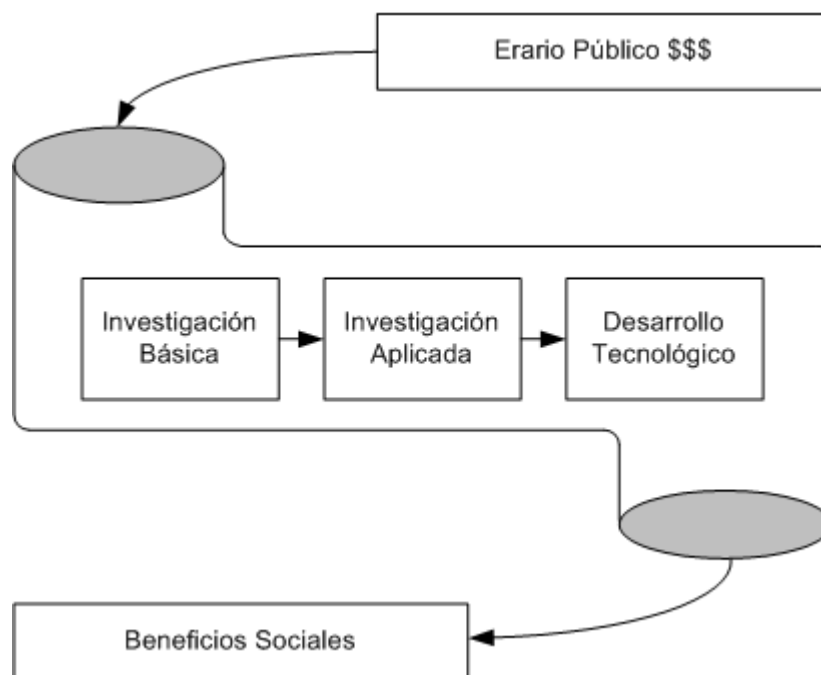 Erario Público $$$
Investigación
Básica
Investigación
Aplicada
Desarrollo
Tecnológico
Beneficios Sociales